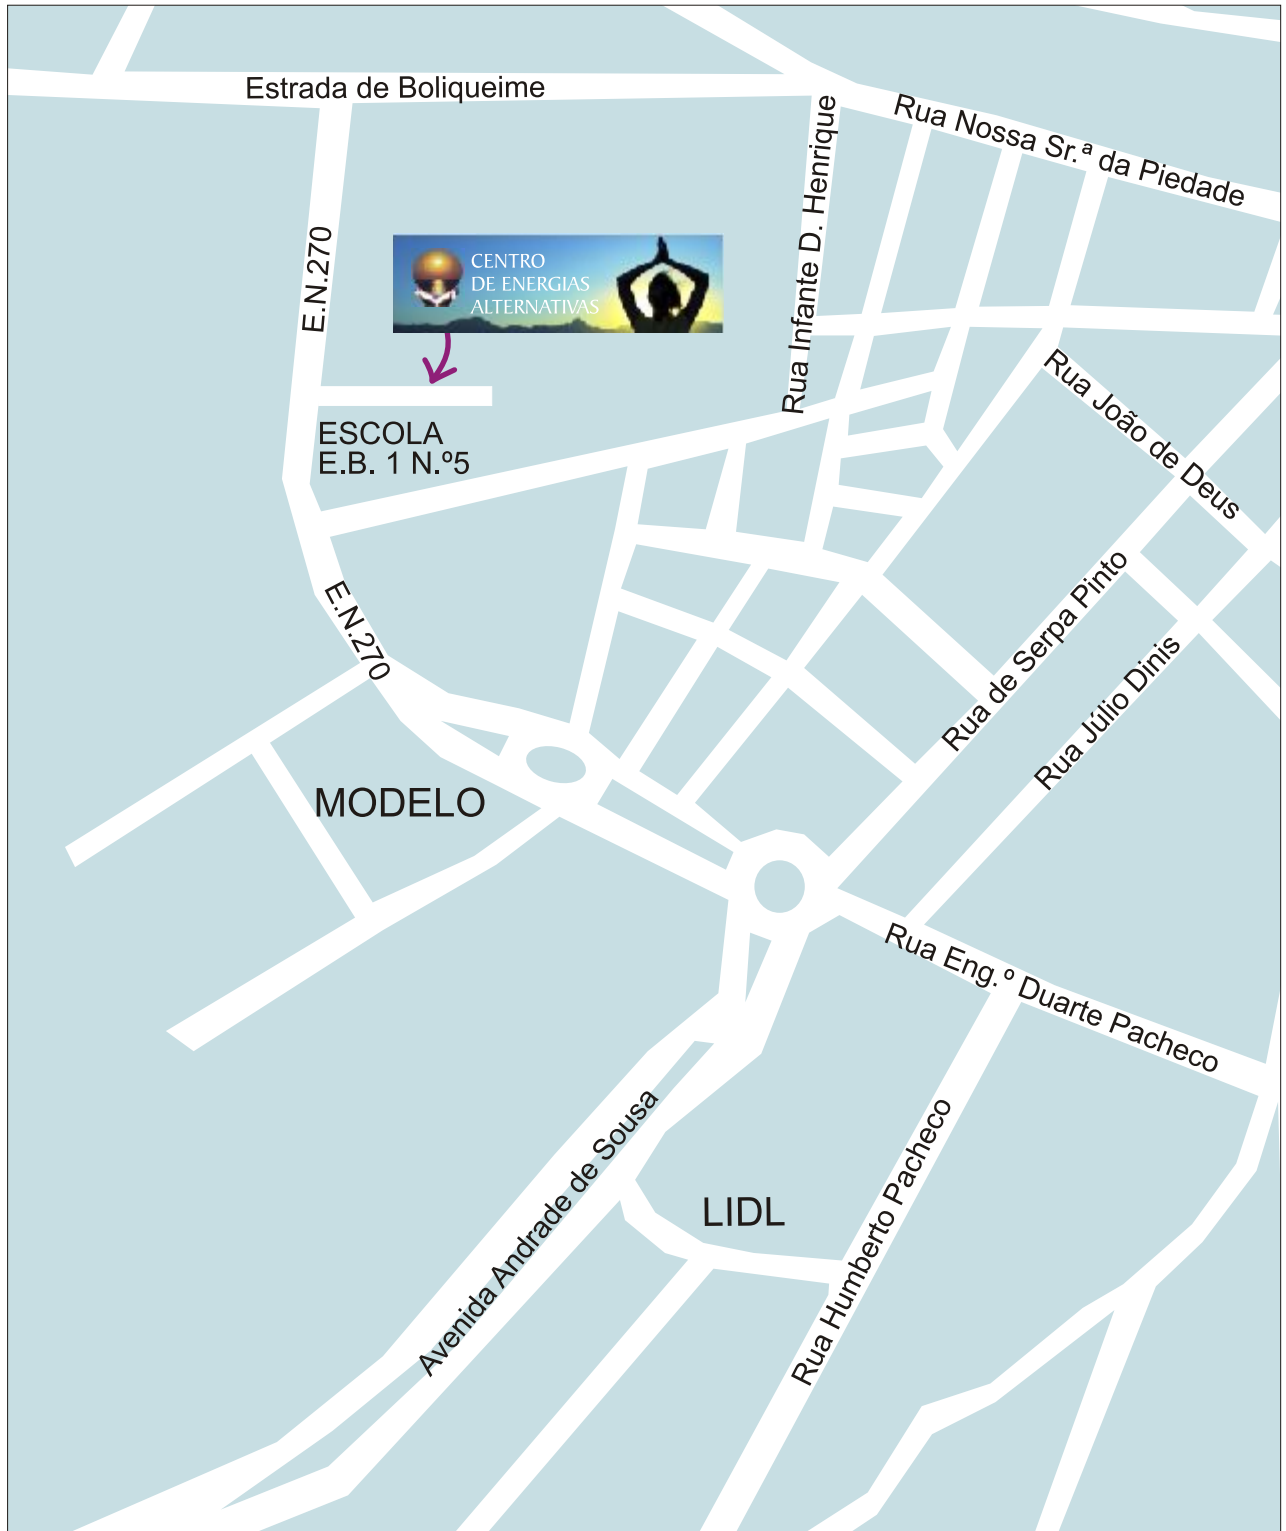 Estrada de Boliqueime
Rua Nossa Sr.ª da Piedade
Rua Infante D. Henrique
E.N.270
CENTRO
DE ENERGIAS
ALTERNATIVAS
Rua João de Deus
ESCOLA
E.B. 1 N.º5
E.N.270
Rua de Serpa Pinto
Rua Júlio Dinis
MODELO
Rua Eng.º Duarte Pacheco
Avenida Andrade de Sousa
LIDL
Rua Humberto Pacheco